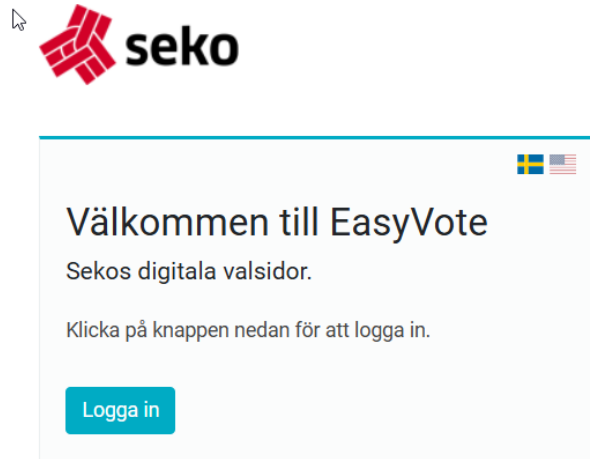 seko
Välkommen till EasyVote
Sekos digitala valsidor.
Klicka på knappen nedan för att logga in.
Logga in